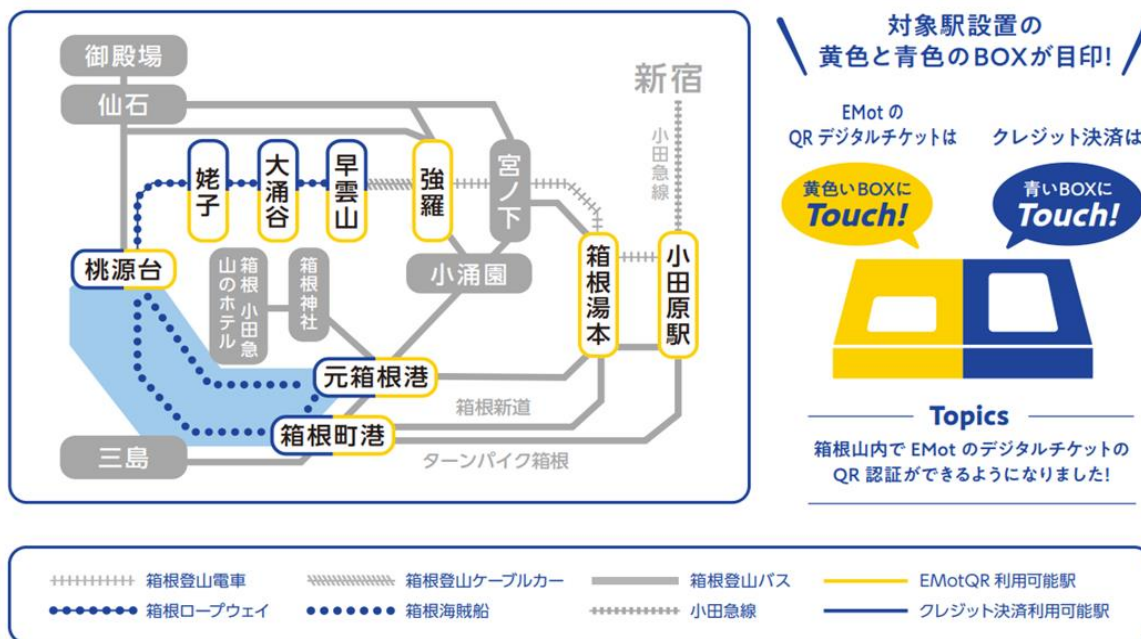 御殿場
仙石
姥子
大涌谷
早雲山
強羅
宮ノ下
新宿
小田急線
桃源台
箱根 小田急
山のホテル
箱根神社
小涌園
箱根湯本
小田原駅
元箱根港
箱根新道
箱根町港
ターンパイク箱根
三島
対象駅設置の
黄色と青色のBOXが目印!
EMotの
QRデジタルチケットは
クレジット決済は
黄色いBOXに
Touch!
青いBOXに
Touch!
Topics
箱根山内で EMot のデジタルチケットの
QR 認証ができるようになりました!
箱根登山電車
箱根登山ケーブルカー
箱根登山バス
EMotQR 利用可能駅
箱根ロープウェイ
箱根海賊船
小田急線
クレジット決済利用可能駅